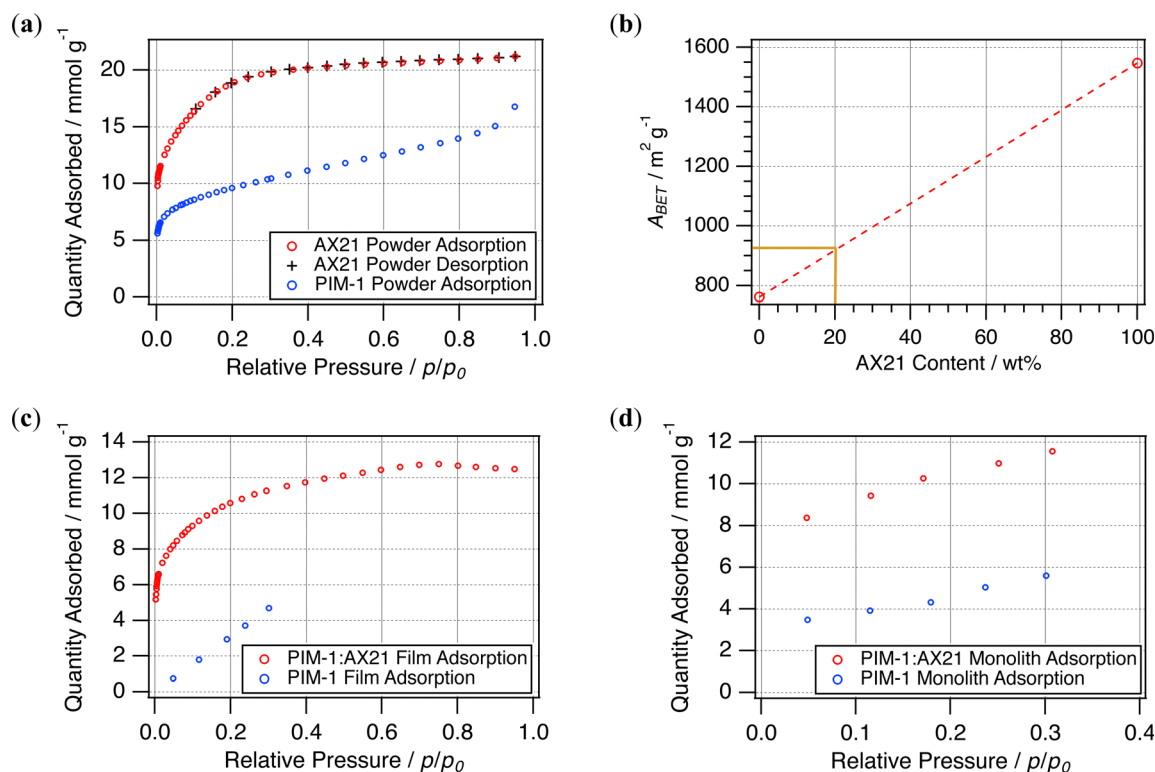 (a)
Quantity Adsorbed / mmol g⁻¹
20
15
10
5
0
AX21 Powder Adsorption
AX21 Powder Desorption
PIM-1 Powder Adsorption
0.0 0.2 0.4 0.6 0.8 1.0
Relative Pressure / p/p₀
(b)
A_BET / m² g⁻¹
1600
1400
1200
1000
800
0 20 40 60 80 100
AX21 Content / wt%
(c)
Quantity Adsorbed / mmol g⁻¹
14
12
10
8
6
4
2
0
PIM-1:AX21 Film Adsorption
PIM-1 Film Adsorption
0.0 0.2 0.4 0.6 0.8 1.0
Relative Pressure / p/p₀
(d)
Quantity Adsorbed / mmol g⁻¹
12
10
8
6
4
2
0
PIM-1:AX21 Monolith Adsorption
PIM-1 Monolith Adsorption
0.0 0.1 0.2 0.3 0.4
Relative Pressure / p/p₀